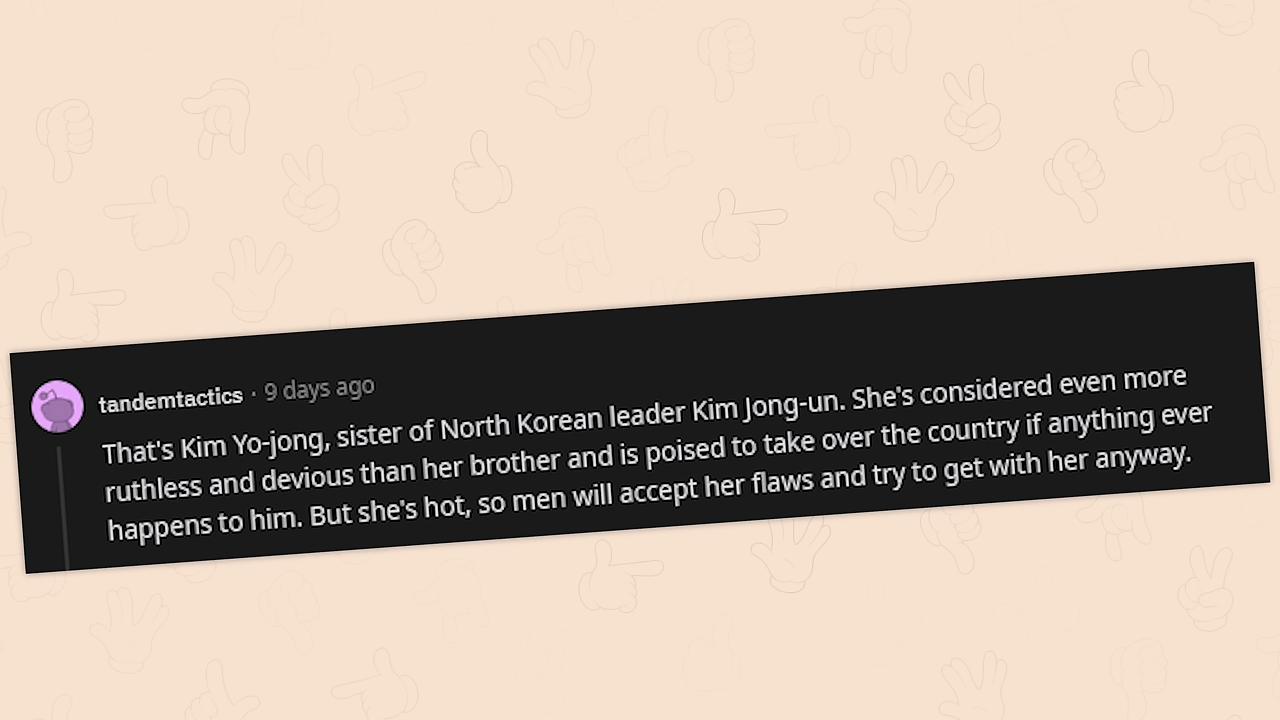 tandemtactics · 9 days ago
That's Kim Yo-jong, sister of North Korean leader Kim Jong-un. She's considered even more
ruthless and devious than her brother and is poised to take over the country if anything ever
happens to him. But she's hot, so men will accept her flaws and try to get with her anyway.